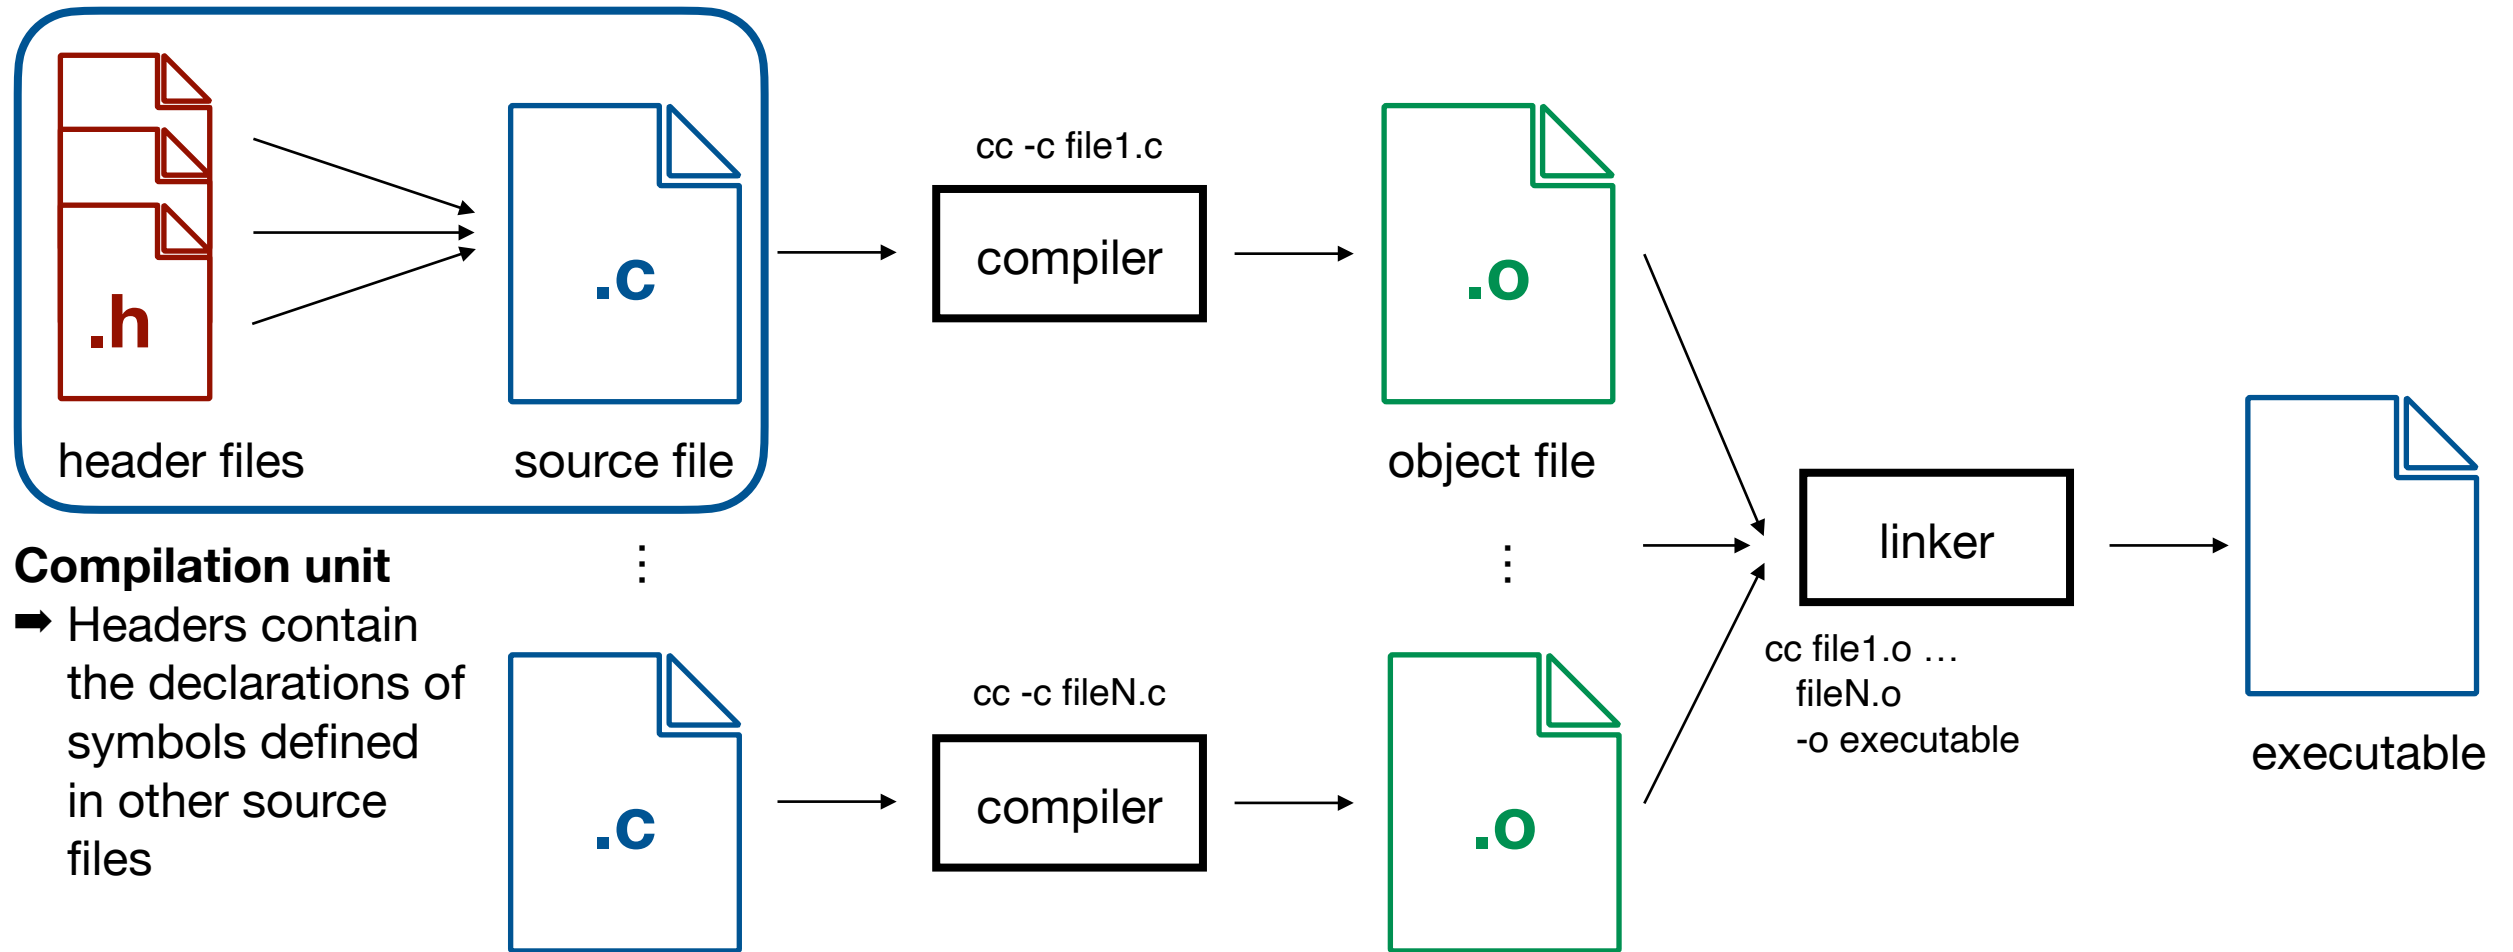 .h
header files
.c
source file
cc -c file1.c
compiler
.o
object file
Compilation unit
➡ Headers contain
the declarations of
symbols defined
in other source
files
⋮
⋮
.c
cc -c fileN.c
compiler
.o
linker
cc file1.o …
fileN.o
-o executable
executable